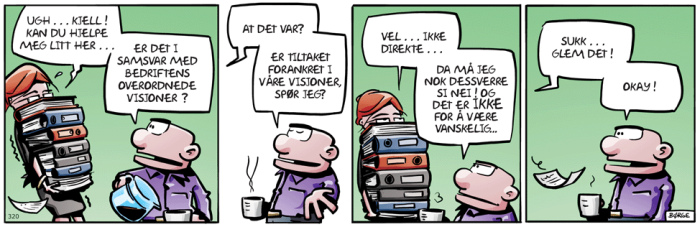 UGH . . . KJELL !
KAN DU HJELPE
MEG LITT HER . . .
ER DET I
SAMSVAR MED
BEDRIFTENS
OVERORDNEDE
VISJONER ?
320
AT DET VAR?
ER TILTAKET
FORANKRET I
VÅRE VISJONER,
SPØR JEG?
VEL . . . IKKE
DIREKTE . . .
DA MÅ JEG
NOK DESSVERRE
SI NEI ! OG
DET ER IKKE
FOR Å VÆRE
VANSKELIG...
SUKK . . .
GLEM DET !
OKAY !
BØRGE